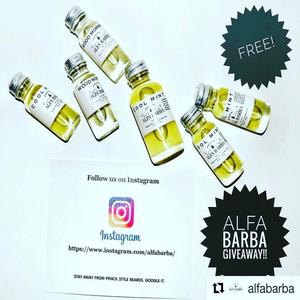 FREE!
COOL MINT
WOOD MO
COOL MINT
Follow us on Instagram
Instagram
https://www.instagram.com/alfabarba/
STAY AWAY FROM PENCIL STYLE BEARDS. GOOGLE IT.
ALFA
BARBA
GIVEAWAY!!
alfabarba